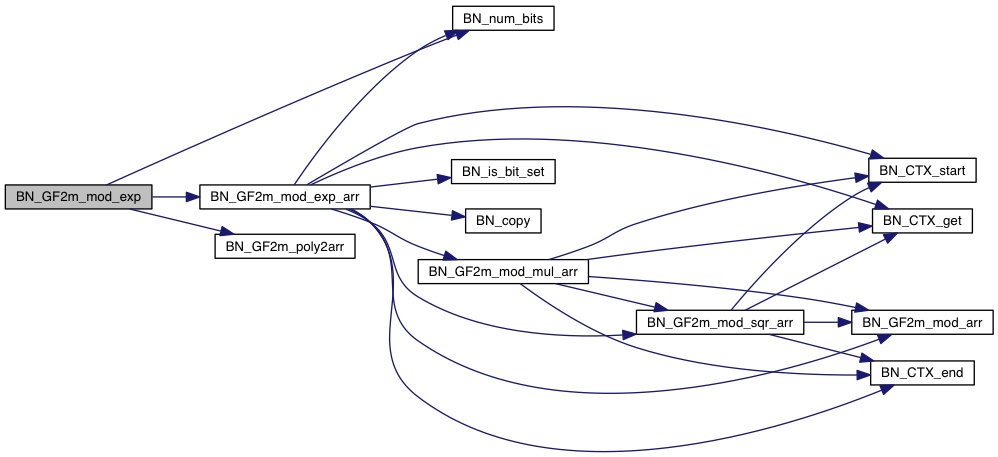 BN_num_bits
BN_CTX_start
BN_is_bit_set
BN_GF2m_mod_exp
BN_GF2m_mod_exp_arr
BN_copy
BN_CTX_get
BN_GF2m_poly2arr
BN_GF2m_mod_mul_arr
BN_GF2m_mod_sqr_arr
BN_GF2m_mod_arr
BN_CTX_end